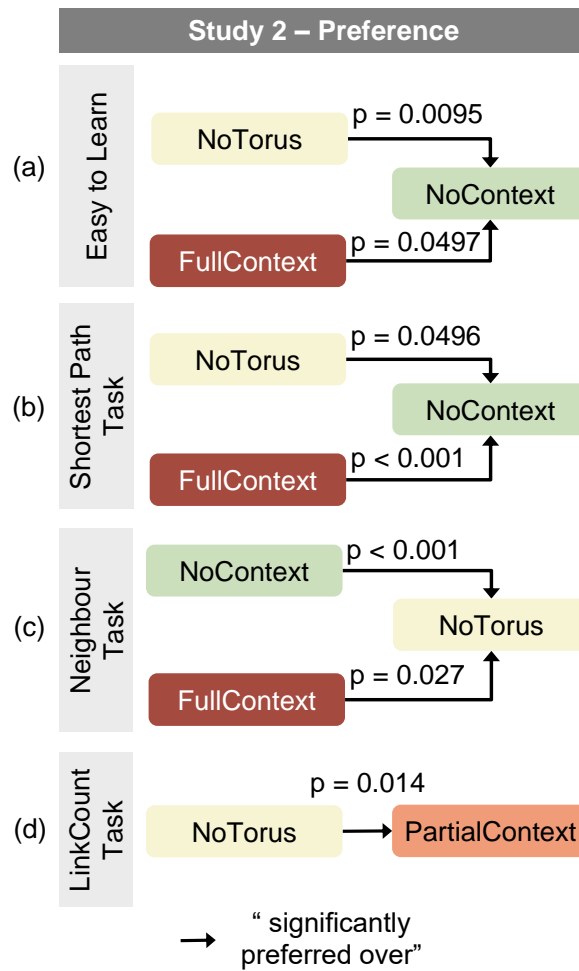 Study 2 – Preference
(a)
Easy to Learn
NoTorus
p = 0.0095
NoContext
FullContext
p = 0.0497
(b)
Shortest Path
Task
NoTorus
p = 0.0496
NoContext
FullContext
p < 0.001
(c)
Neighbour
Task
NoContext
p < 0.001
NoTorus
FullContext
p = 0.027
(d)
LinkCount
Task
p = 0.014
NoTorus
PartialContext
“ significantly
preferred over”